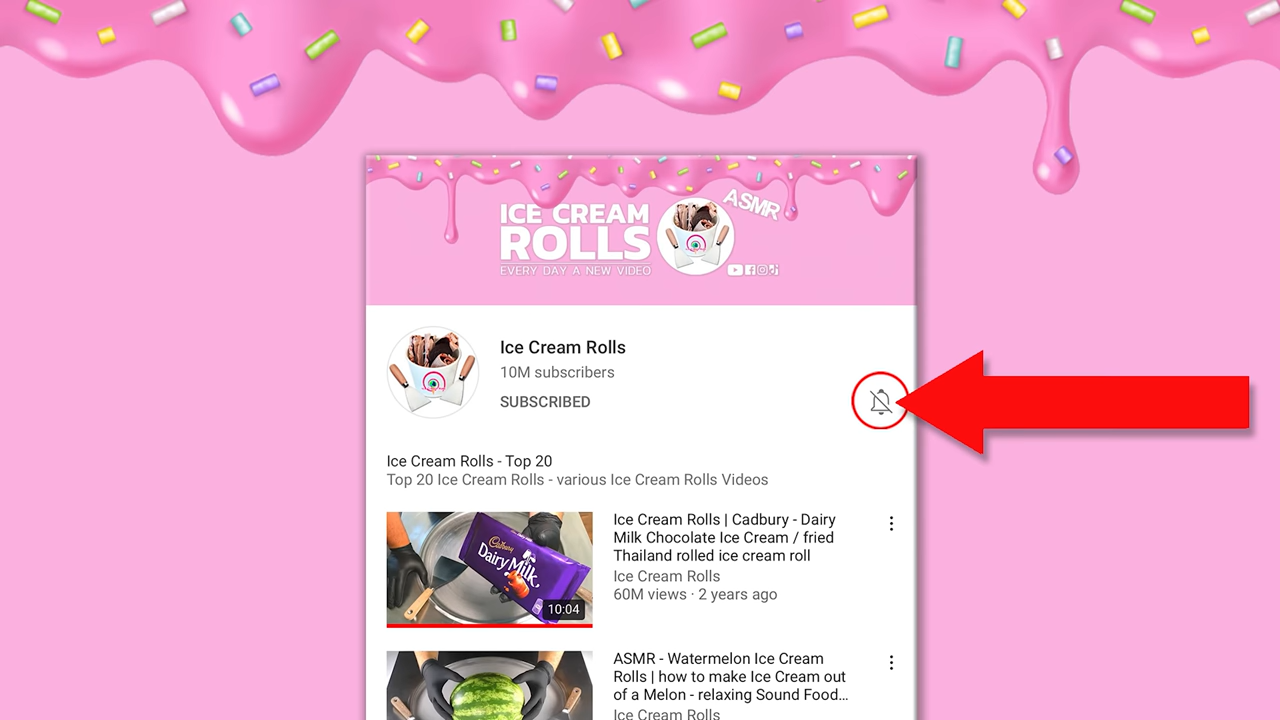 ICE CREAM
ROLLS
EVERY DAY A NEW VIDEO
ASMR
Ice Cream Rolls
10M subscribers
SUBSCRIBED
Ice Cream Rolls - Top 20
Top 20 Ice Cream Rolls - various Ice Cream Rolls Videos
Cadbury
Dairy Milk
10:04
Ice Cream Rolls | Cadbury - Dairy
Milk Chocolate Ice Cream / fried
Thailand rolled ice cream roll
Ice Cream Rolls
60M views · 2 years ago
ASMR - Watermelon Ice Cream
Rolls | how to make Ice Cream out
of a Melon - relaxing Sound Food...
Ice Cream Rolls